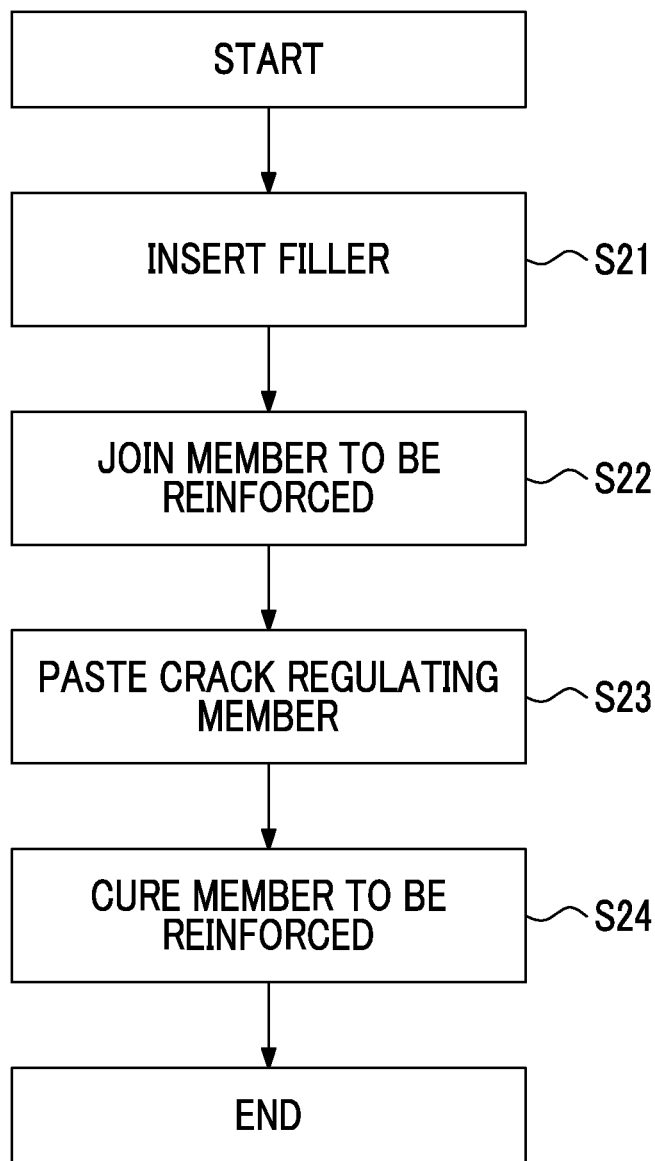 START
INSERT FILLER
S21
JOIN MEMBER TO BE
REINFORCED
S22
PASTE CRACK REGULATING
MEMBER
S23
CURE MEMBER TO BE
REINFORCED
S24
END